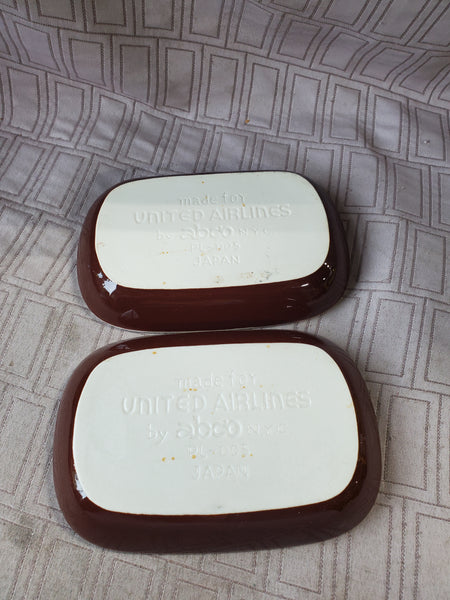 made for
UNITED AIRLINES
by abco N.Y.C.
JAPAN
made for
UNITED AIRLINES
by abco N.Y.C.
JAPAN